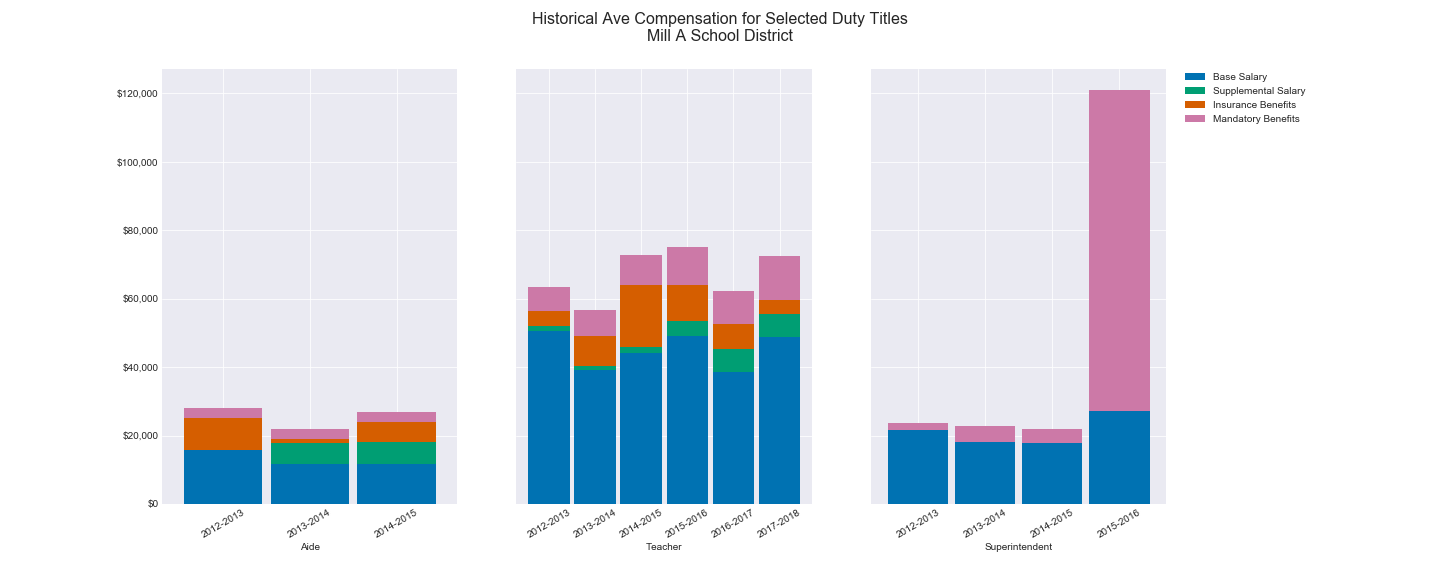 Historical Ave Compensation for Selected Duty Titles
Mill A School District
$120,000
$100,000
$80,000
$60,000
$40,000
$20,000
$0
2012-2013
2013-2014
2014-2015
Aide
2012-2013
2013-2014
2014-2015
2015-2016
2016-2017
2017-2018
Teacher
2012-2013
2013-2014
2014-2015
2015-2016
Superintendent
Base Salary
Supplemental Salary
Insurance Benefits
Mandatory Benefits